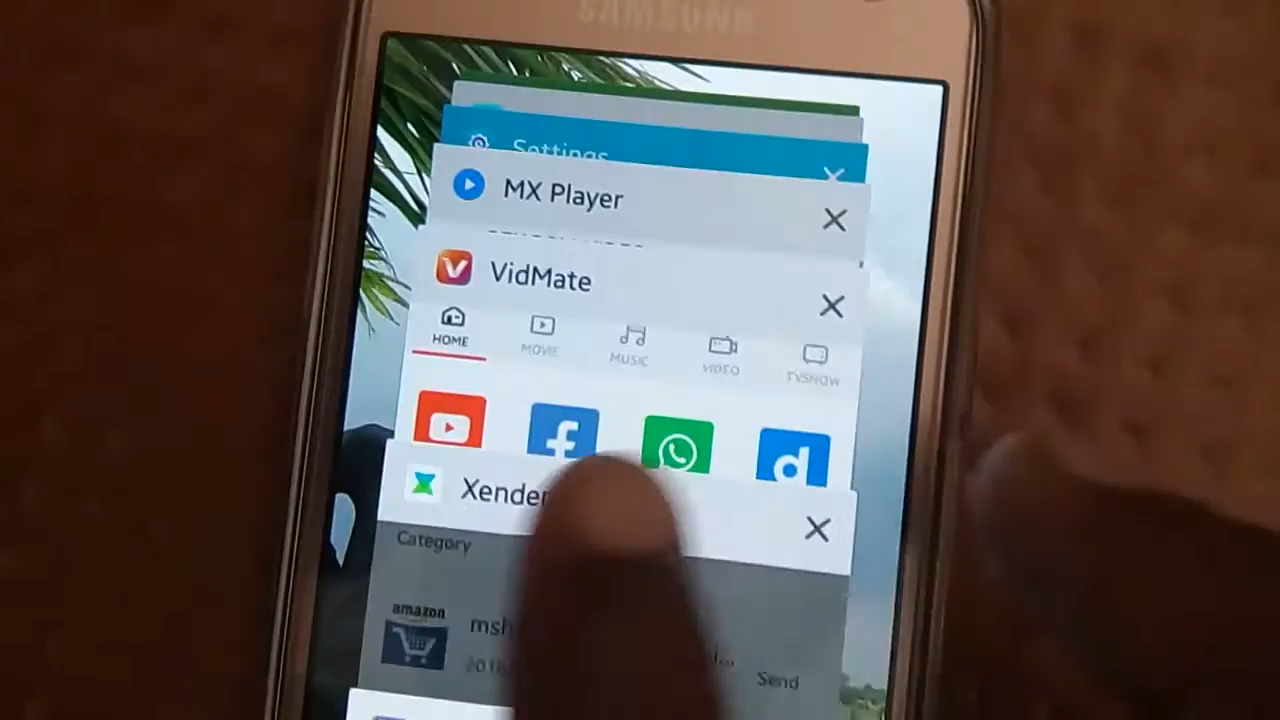 SAMSUNG
Settings
MX Player
VidMate
HOME
MOVIE
MUSIC
VIDEO
TVSHOW
Xender
Category
amazon
Send